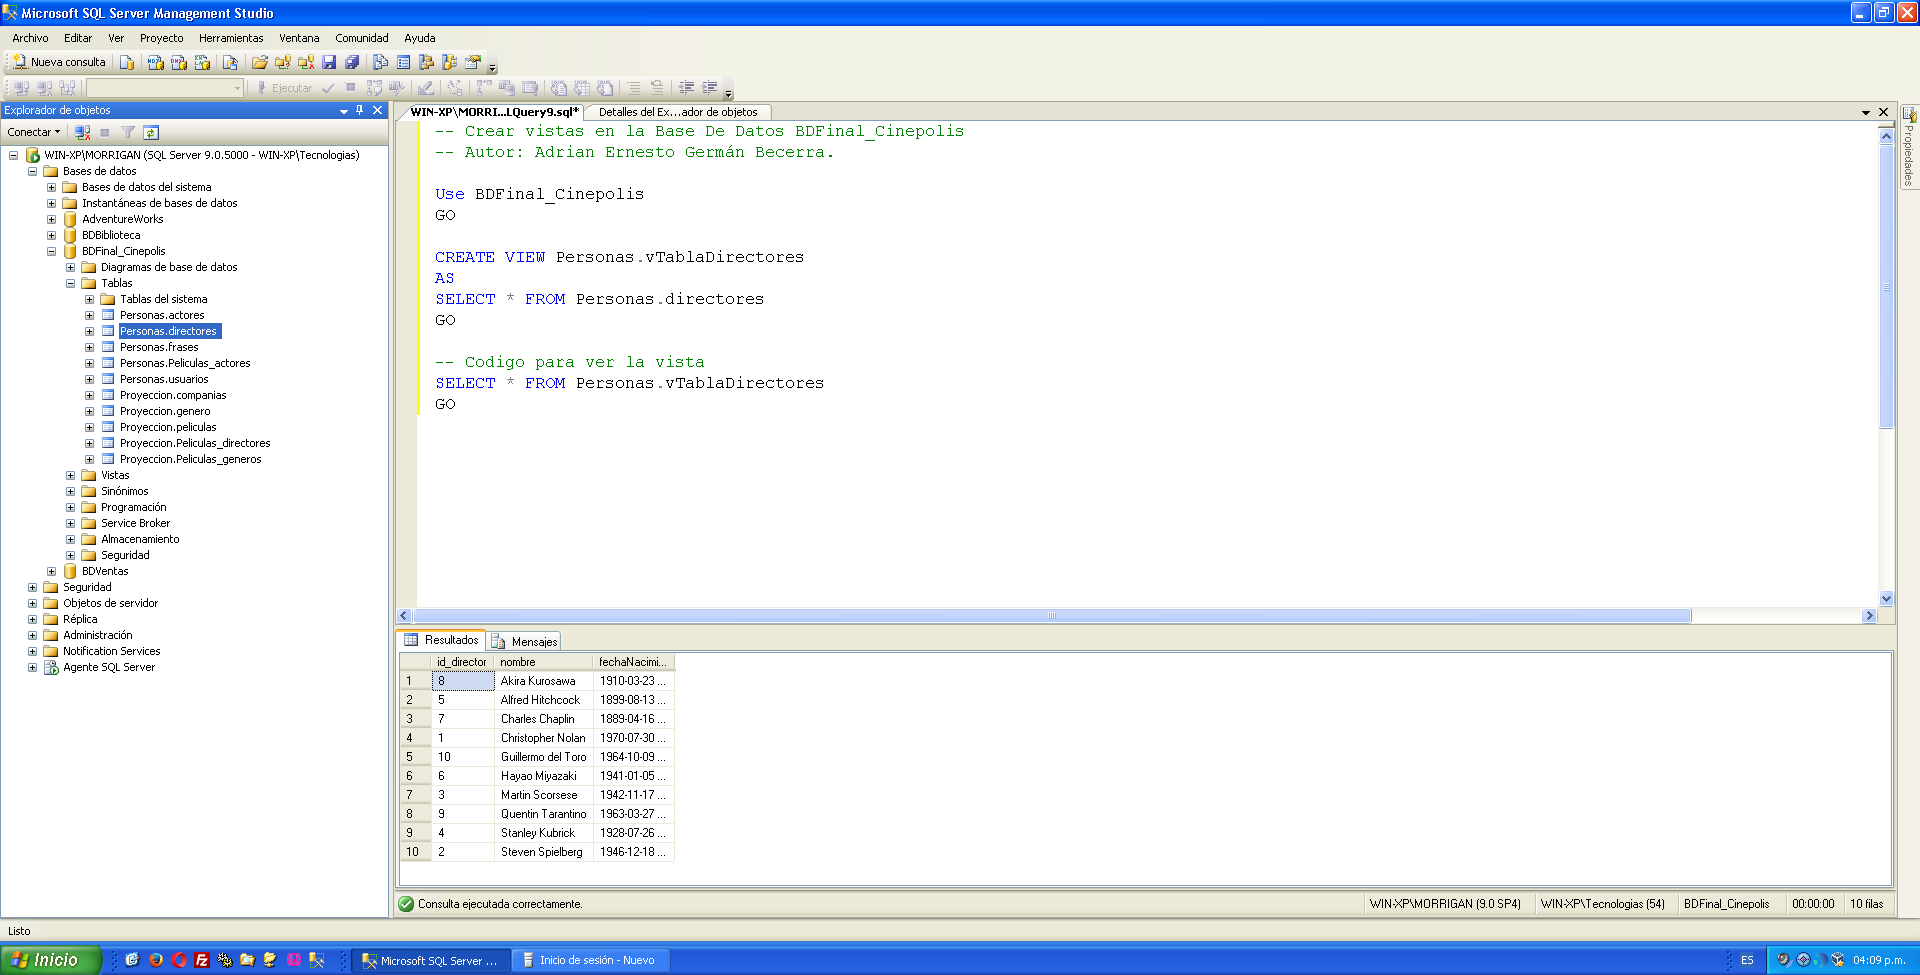 Microsoft SQL Server Management Studio
Archivo Editar Ver Proyecto Herramientas Ventana Comunidad Ayuda
Nueva consulta
Ejecutar
Explorador de objetos
Conectar
WIN-XP\MORRIGAN (SQL Server 9.0.5000 - WIN-XP\Tecnologias)
Bases de datos
Bases de datos del sistema
Instantáneas de bases de datos
AdventureWorks
BDBiblioteca
BDFinal_Cinepolis
Diagramas de base de datos
Tablas
Tablas del sistema
Personas.actores
Personas.directores
Personas.frases
Personas.Peliculas_actores
Personas.usuarios
Proyeccion.companias
Proyeccion.genero
Proyeccion.peliculas
Proyeccion.Peliculas_directores
Proyeccion.Peliculas_generos
Vistas
Sinónimos
Programación
Service Broker
Almacenamiento
Seguridad
BDVentas
Seguridad
Objetos de servidor
Réplica
Administración
Notification Services
Agente SQL Server
WIN-XP\MORRI...LQuery9.sql* Detalles del Ex...ador de objetos
-- Crear vistas en la Base De Datos BDFinal_Cinepolis
-- Autor: Adrian Ernesto Germán Becerra.
Use BDFinal_Cinepolis
GO
CREATE VIEW Personas.vTablaDirectores
AS
SELECT * FROM Personas.directores
GO
-- Codigo para ver la vista
SELECT * FROM Personas.vTablaDirectores
GO
Propiedades
Resultados Mensajes
id_director nombre fechaNacimi...
1 8 Akira Kurosawa 1910-03-23 ...
2 5 Alfred Hitchcock 1899-08-13 ...
3 7 Charles Chaplin 1889-04-16 ...
4 1 Christopher Nolan 1970-07-30 ...
5 10 Guillermo del Toro 1964-10-09 ...
6 6 Hayao Miyazaki 1941-01-05 ...
7 3 Martin Scorsese 1942-11-17 ...
8 9 Quentin Tarantino 1963-03-27 ...
9 4 Stanley Kubrick 1928-07-26 ...
10 2 Steven Spielberg 1946-12-18 ...
Consulta ejecutada correctamente. WIN-XP\MORRIGAN (9.0 SP4) WIN-XP\Tecnologias (54) BDFinal_Cinepolis 00:00:00 10 filas
Listo
Inicio Microsoft SQL Server ... Inicio de sesión - Nuevo ES 04:09 p.m.